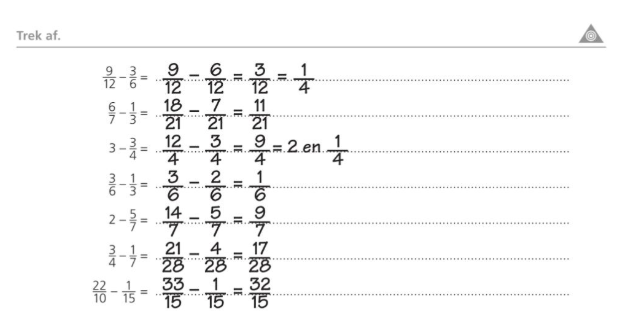 Trek af.
9/12 – 3/6 = 9/12 – 6/12 = 3/12 = 1/4
6/7 – 1/3 = 18/21 – 7/21 = 11/21
3 – 3/4 = 12/4 – 3/4 = 9/4 = 2 en 1/4
3/6 – 1/3 = 3/6 – 2/6 = 1/6
2 – 5/7 = 14/7 – 5/7 = 9/7
3/4 – 1/7 = 21/28 – 4/28 = 17/28
22/10 – 1/15 = 33/15 – 1/15 = 32/15